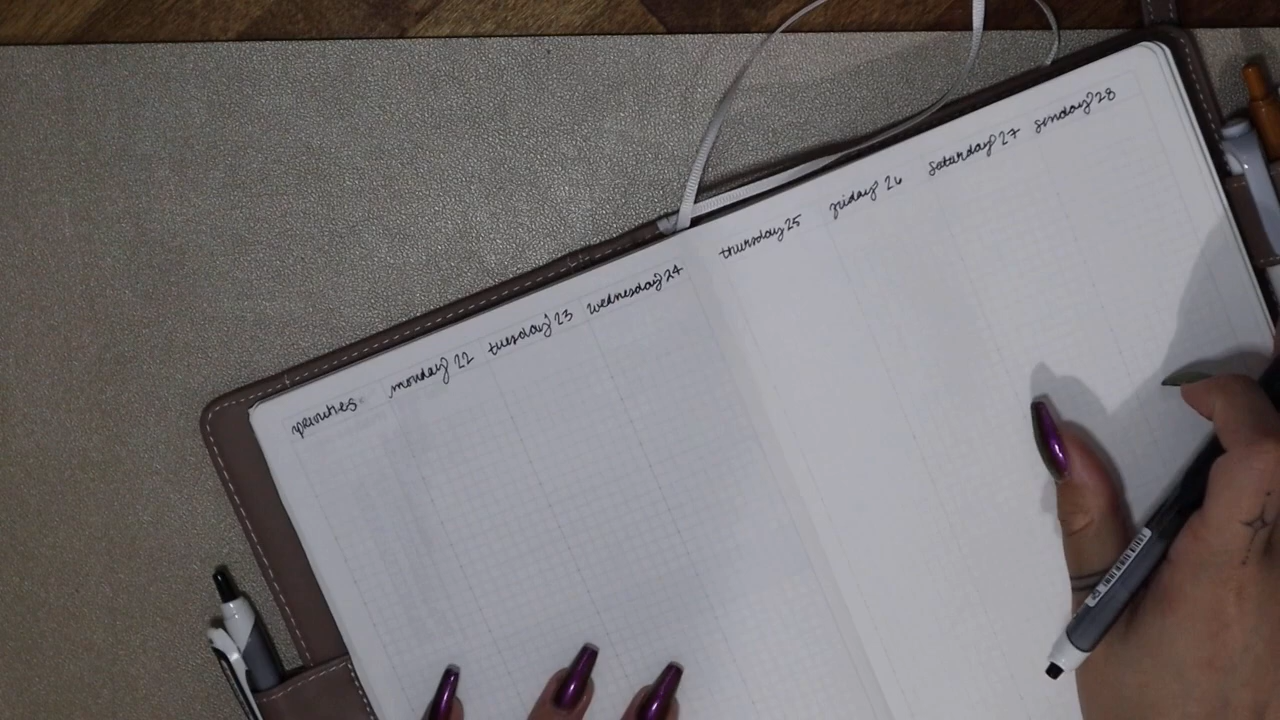 priorities
monday 22
tuesday 23
wednesday 24
thursday 25
friday 26
saturday 27
sunday 28